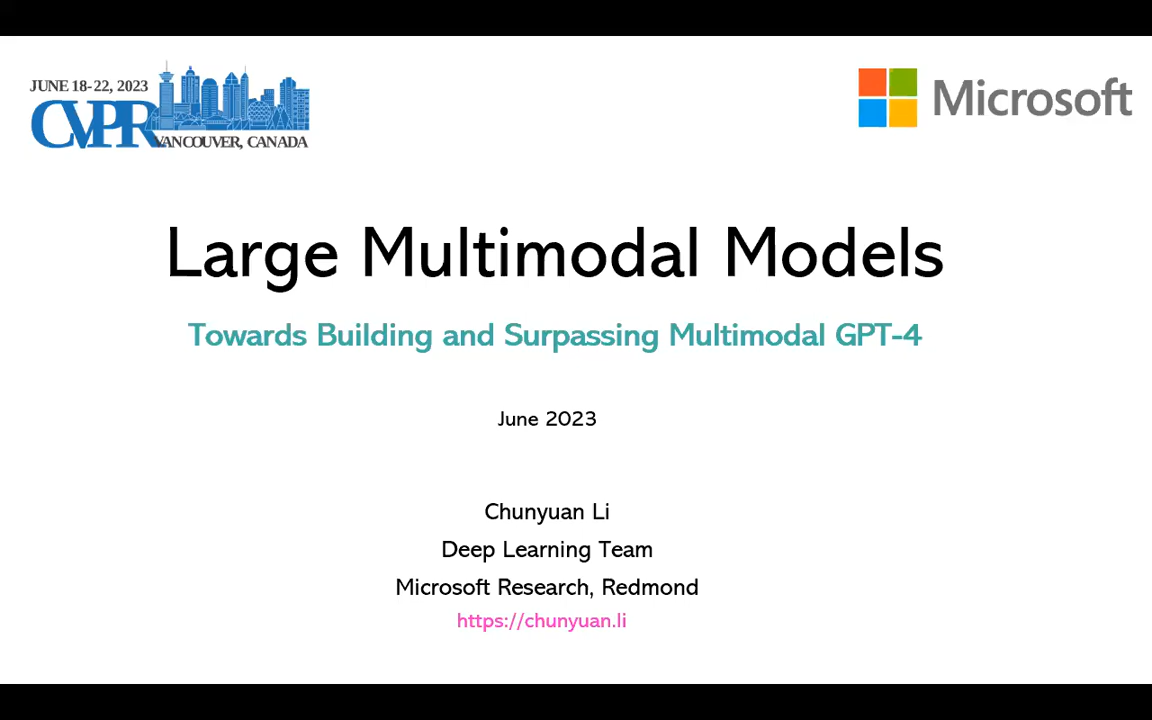 JUNE 18-22, 2023
CVPR
VANCOUVER, CANADA
Microsoft
Large Multimodal Models
Towards Building and Surpassing Multimodal GPT-4
June 2023
Chunyuan Li
Deep Learning Team
Microsoft Research, Redmond
https://chunyuan.li